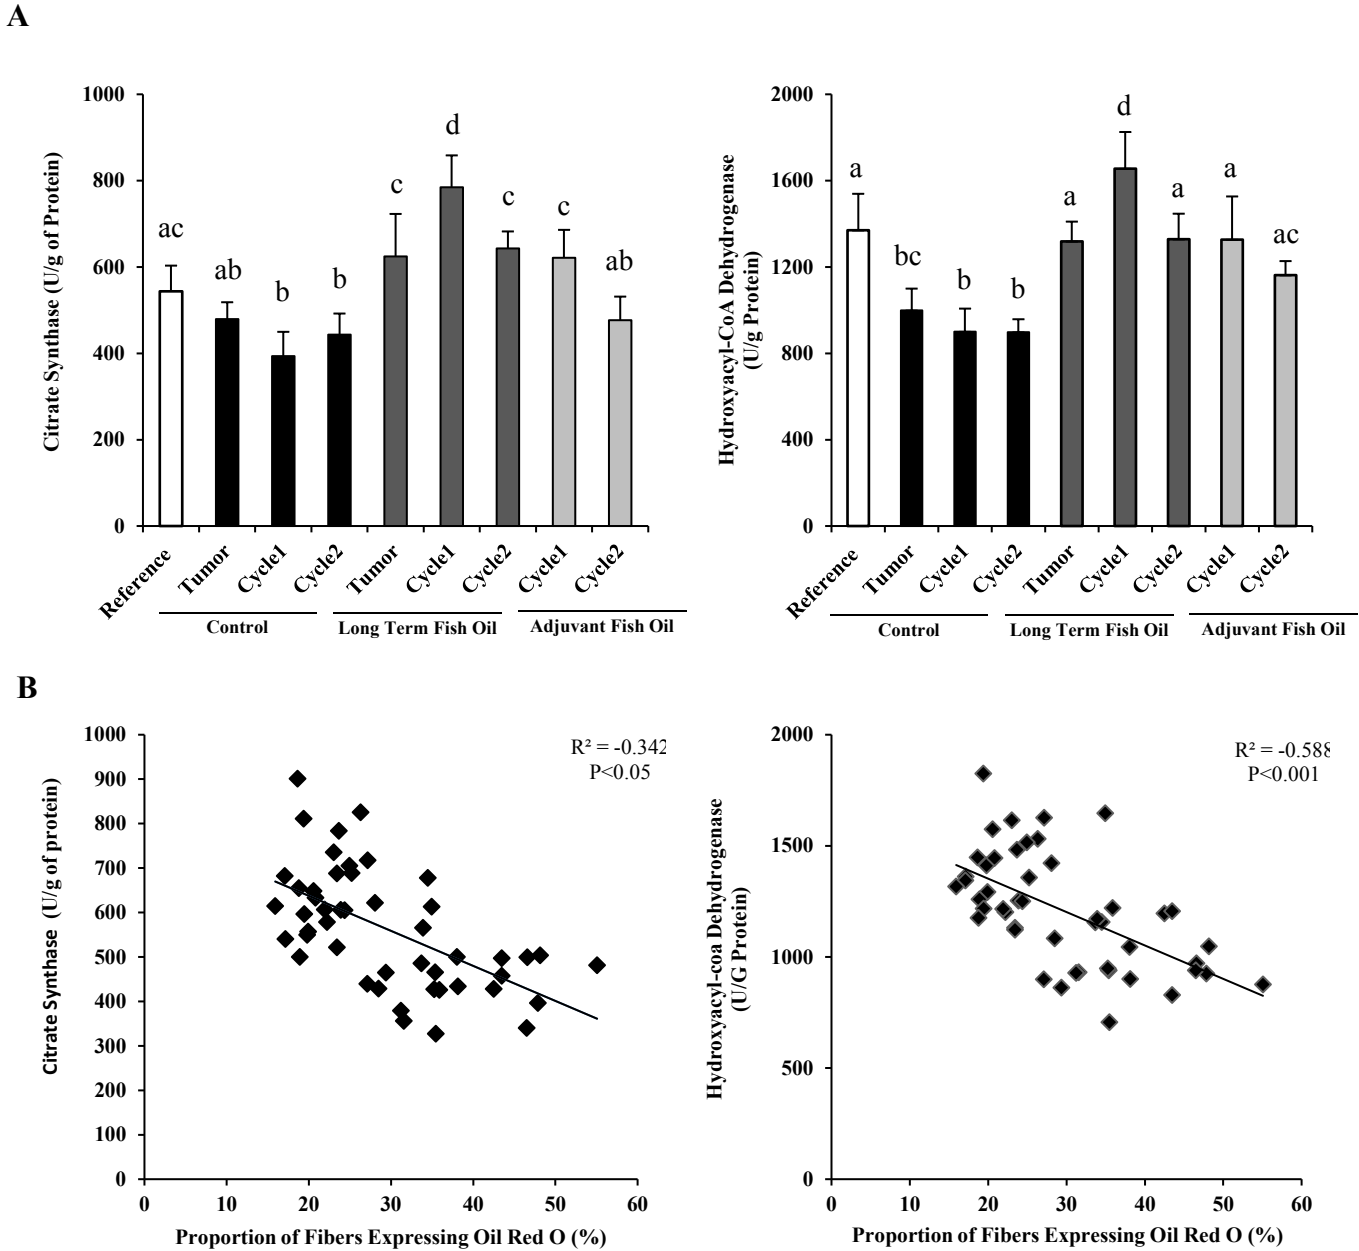 A
Citrate Synthase (U/g of Protein)
1000
800
600
400
200
0
ac
ab
b
b
c
d
c
c
ab
Reference
Tumor
Cycle1
Cycle2
Tumor
Cycle1
Cycle2
Cycle1
Cycle2
Control
Long Term Fish Oil
Adjuvant Fish Oil
Hydroxyacyl-CoA Dehydrogenase
(U/g Protein)
2000
1600
1200
800
400
0
a
bc
b
b
a
d
a
a
ac
Reference
Tumor
Cycle1
Cycle2
Tumor
Cycle1
Cycle2
Cycle1
Cycle2
Control
Long Term Fish Oil
Adjuvant Fish Oil
B
Citrate Synthase (U/g of protein)
1000
900
800
700
600
500
400
300
200
100
0
R² = -0.342
P<0.05
0 10 20 30 40 50 60
Proportion of Fibers Expressing Oil Red O (%)
Hydroxyacyl-coa Dehydrogenase
(U/G Protein)
2000
1500
1000
500
0
R² = -0.588
P<0.001
0 10 20 30 40 50 60
Proportion of Fibers Expressing Oil Red O (%)